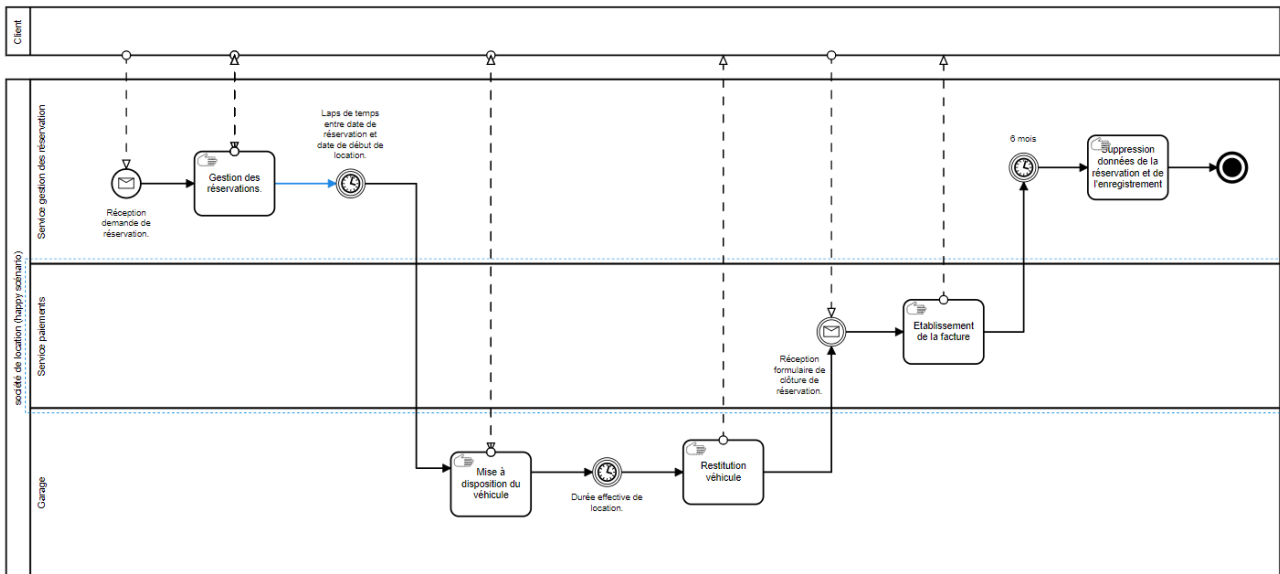 Client
société de location (happy scénario)
Service gestion des réservation
Réception
demande de
réservation.
Gestion des
réservations.
Laps de temps
entre date de
réservation et
date de début de
location.
6 mois
Suppression
données de la
réservation et de
l'enregistrement
Service paiements
Réception
formulaire de
clôture de
réservation.
Etablissement
de la facture
Garage
Mise à
disposition du
véhicule
Durée effective de
location.
Restitution
véhicule